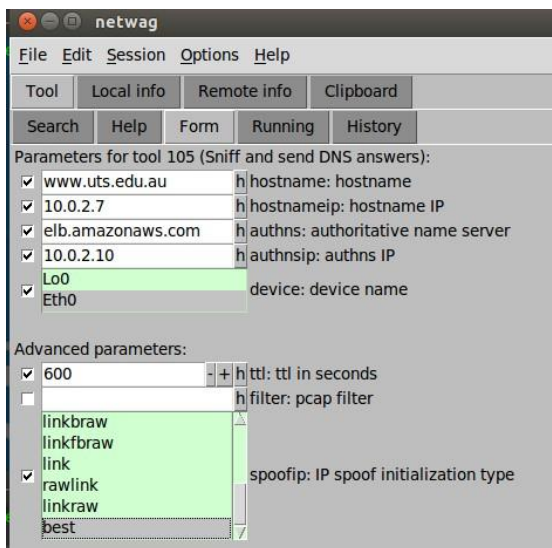 netwag
File Edit Session Options Help
Tool Local info Remote info Clipboard
Search Help Form Running History
Parameters for tool 105 (Sniff and send DNS answers):
www.uts.edu.au h hostname: hostname
10.0.2.7 h hostnameip: hostname IP
elb.amazonaws.com h authns: authoritative name server
10.0.2.10 h authnsip: authns IP
Lo0
Eth0
device: device name
Advanced parameters:
600 - + h ttl: ttl in seconds
h filter: pcap filter
linkbraw
linkfbraw
link
rawlink
linkraw
best
spoofip: IP spoof initialization type